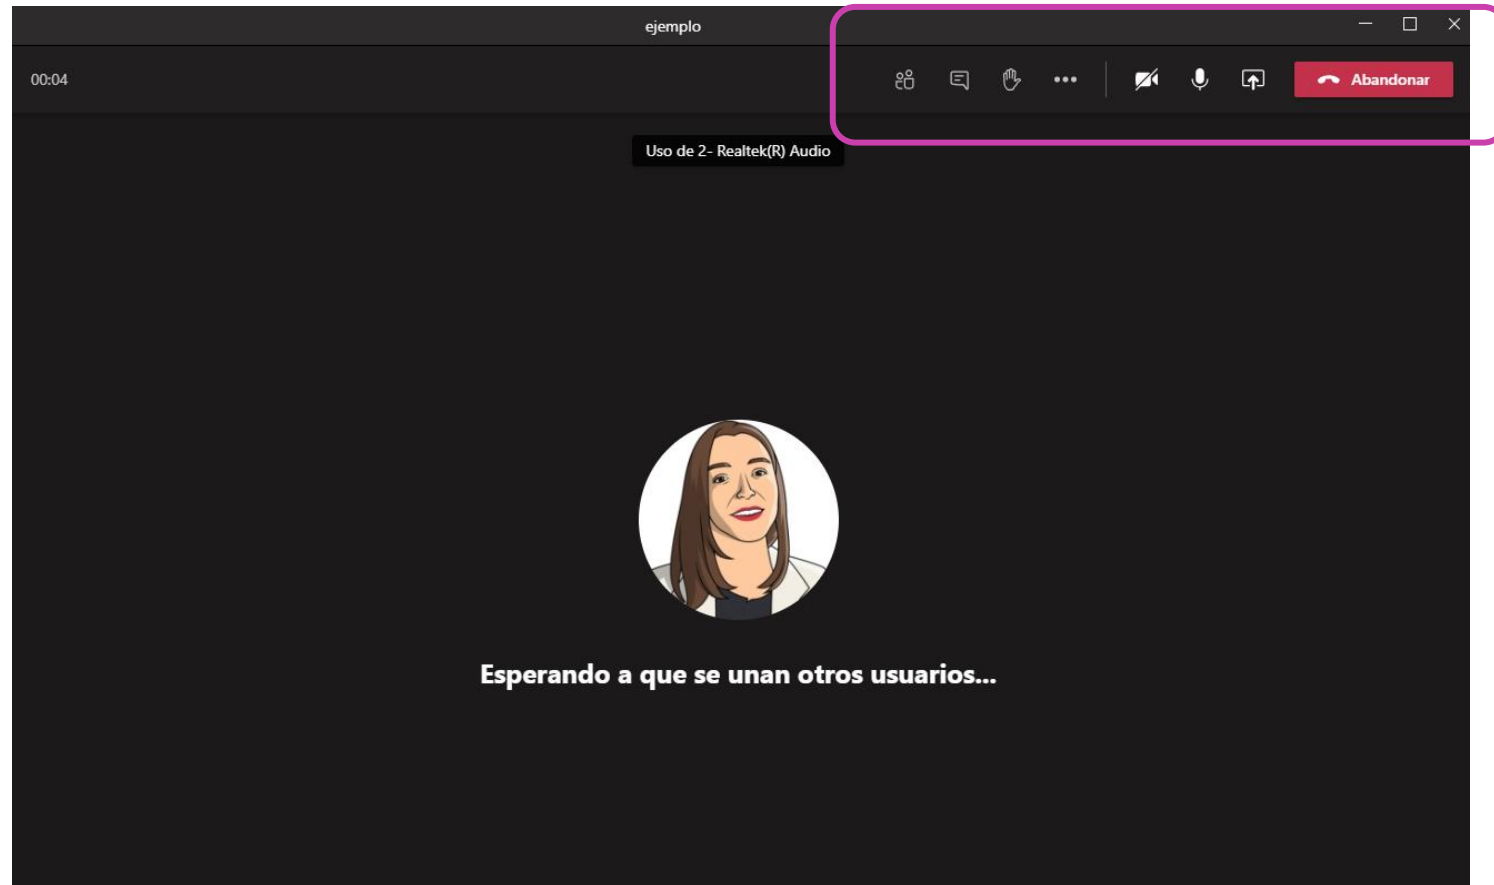 ejemplo
00:04
Abandonar
Uso de 2- Realtek(R) Audio
Esperando a que se unan otros usuarios...